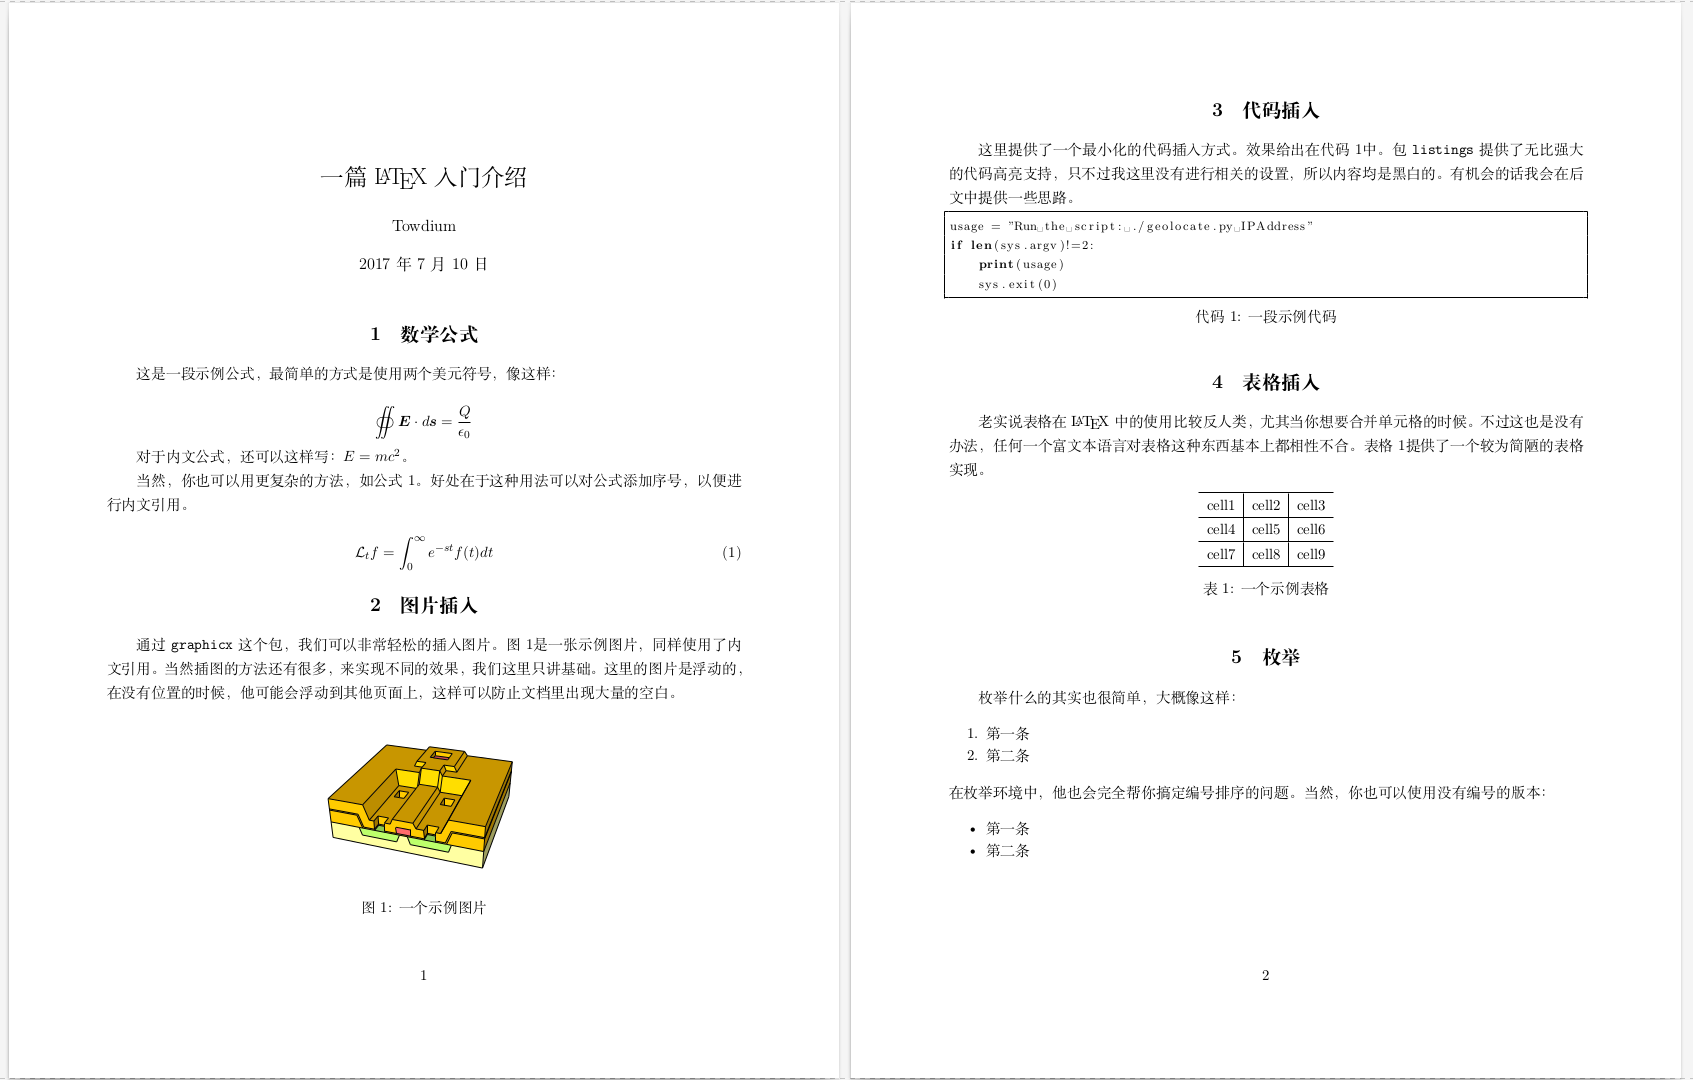 一篇 LATEX 入门介绍
Towdium
2017 年 7 月 10 日
1 数学公式
这是一段示例公式，最简单的方式是使用两个美元符号，像这样：
∯ E · ds = Q/ϵ₀
对于内文公式，还可以这样写：E = mc²。
当然，你也可以用更复杂的方法，如公式 1。好处在于这种用法可以对公式添加序号，以便进
行内文引用。
ℒₜf = ∫₀^∞ e^{−st} f(t)dt (1)
2 图片插入
通过 graphicx 这个包，我们可以非常轻松的插入图片。图 1是一张示例图片，同样使用了内
文引用。当然插图的方法还有很多，来实现不同的效果，我们这里只讲基础。这里的图片是浮动的，
在没有位置的时候，他可能会浮动到其他页面上，这样可以防止文档里出现大量的空白。
图 1: 一个示例图片
1
3 代码插入
这里提供了一个最小化的代码插入方式。效果给出在代码 1中。包 listings 提供了无比强大
的代码高亮支持，只不过我这里没有进行相关的设置，所以内容均是黑白的。有机会的话我会在后
文中提供一些思路。
usage = ”Run␣the␣script:␣./geolocate.py␣IPAddress”
if len(sys.argv)!=2:
print(usage)
sys.exit(0)
代码 1: 一段示例代码
4 表格插入
老实说表格在 LATEX 中的使用比较反人类，尤其当你想要合并单元格的时候。不过这也是没有
办法，任何一个富文本语言对表格这种东西基本上都相性不合。表格 1提供了一个较为简陋的表格
实现。
cell1 cell2 cell3
cell4 cell5 cell6
cell7 cell8 cell9
表 1: 一个示例表格
5 枚举
枚举什么的其实也很简单，大概像这样：
1. 第一条
2. 第二条
在枚举环境中，他也会完全帮你搞定编号排序的问题。当然，你也可以使用没有编号的版本：
• 第一条
• 第二条
2